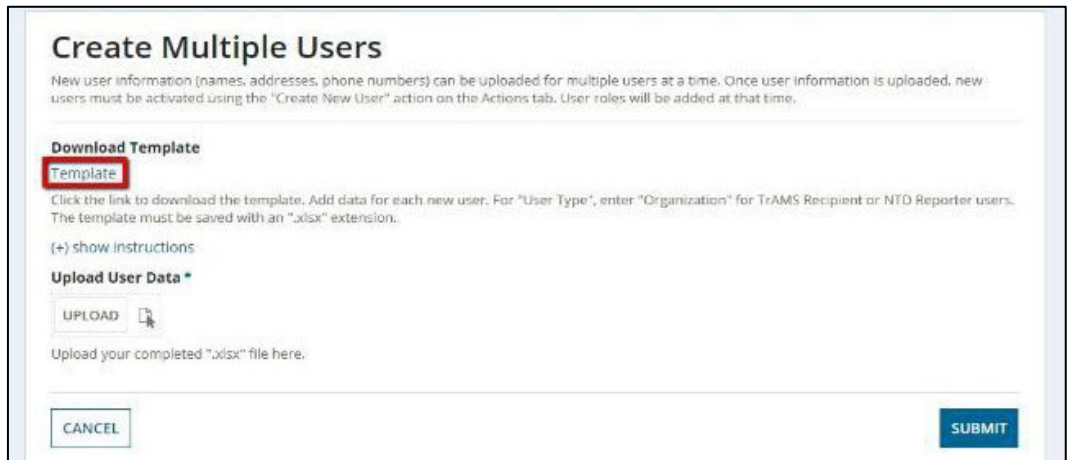 Create Multiple Users
New user information (names, addresses, phone numbers) can be uploaded for multiple users at a time. Once user information is uploaded, new
users must be activated using the "Create New User" action on the Actions tab. User roles will be added at that time.
Download Template
Template
Click the link to download the template. Add data for each new user. For "User Type", enter "Organization" for TrAMS Recipient or NTD Reporter users.
The template must be saved with an ".xlsx" extension.
(+) show instructions
Upload User Data *
UPLOAD
Upload your completed ".xlsx" file here.
CANCEL
SUBMIT